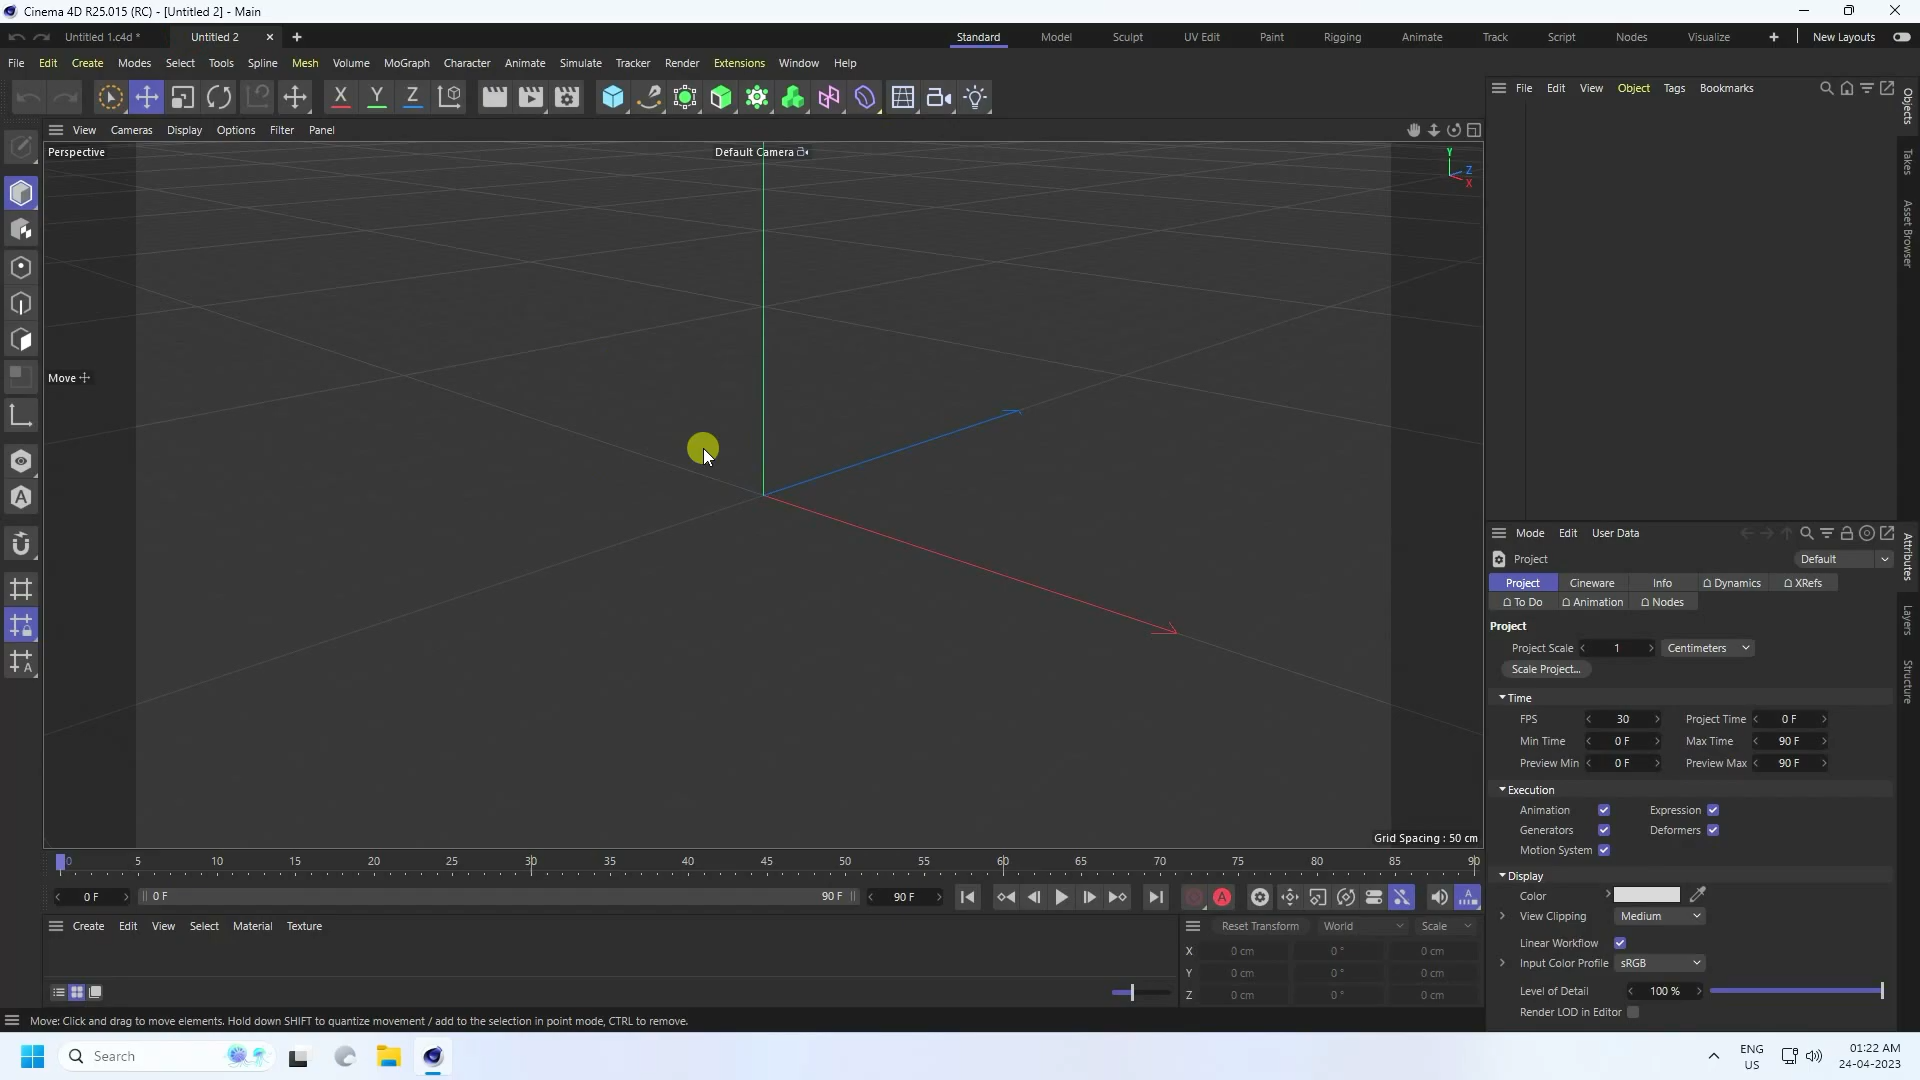 Cinema 4D R25.015 (RC) - [Untitled 2] - Main
Untitled 1.c4d * Untitled 2 Standard Model Sculpt UV Edit Paint Rigging Animate Track Script Nodes Visualize New Layouts
File Edit Create Modes Select Tools Spline Mesh Volume MoGraph Character Animate Simulate Tracker Render Extensions Window Help
X Y Z
File Edit View Object Tags Bookmarks
Objects
Takes
Asset Browser
View Cameras Display Options Filter Panel
Perspective
Default Camera
Y
Z
X
Move
Grid Spacing : 50 cm
Mode Edit User Data
Attributes
Layers
Structure
Project Default
Project Cineware Info Dynamics XRefs
To Do Animation Nodes
Project
Project Scale 1 Centimeters
Scale Project...
Time
FPS 30 Project Time 0 F
Min Time 0 F Max Time 90 F
Preview Min 0 F Preview Max 90 F
Execution
Animation Expression
Generators Deformers
Motion System
Display
Color
View Clipping Medium
Linear Workflow
Input Color Profile sRGB
Level of Detail 100 %
Render LOD in Editor
0 5 10 15 20 25 30 35 40 45 50 55 60 65 70 75 80 85 90
0 F 0 F 90 F 90 F
Create Edit View Select Material Texture
Reset Transform World Scale
X 0 cm 0 ° 0 cm
Y 0 cm 0 ° 0 cm
Z 0 cm 0 ° 0 cm
Move: Click and drag to move elements. Hold down SHIFT to quantize movement / add to the selection in point mode, CTRL to remove.
Search
ENG
US
01:22 AM
24-04-2023